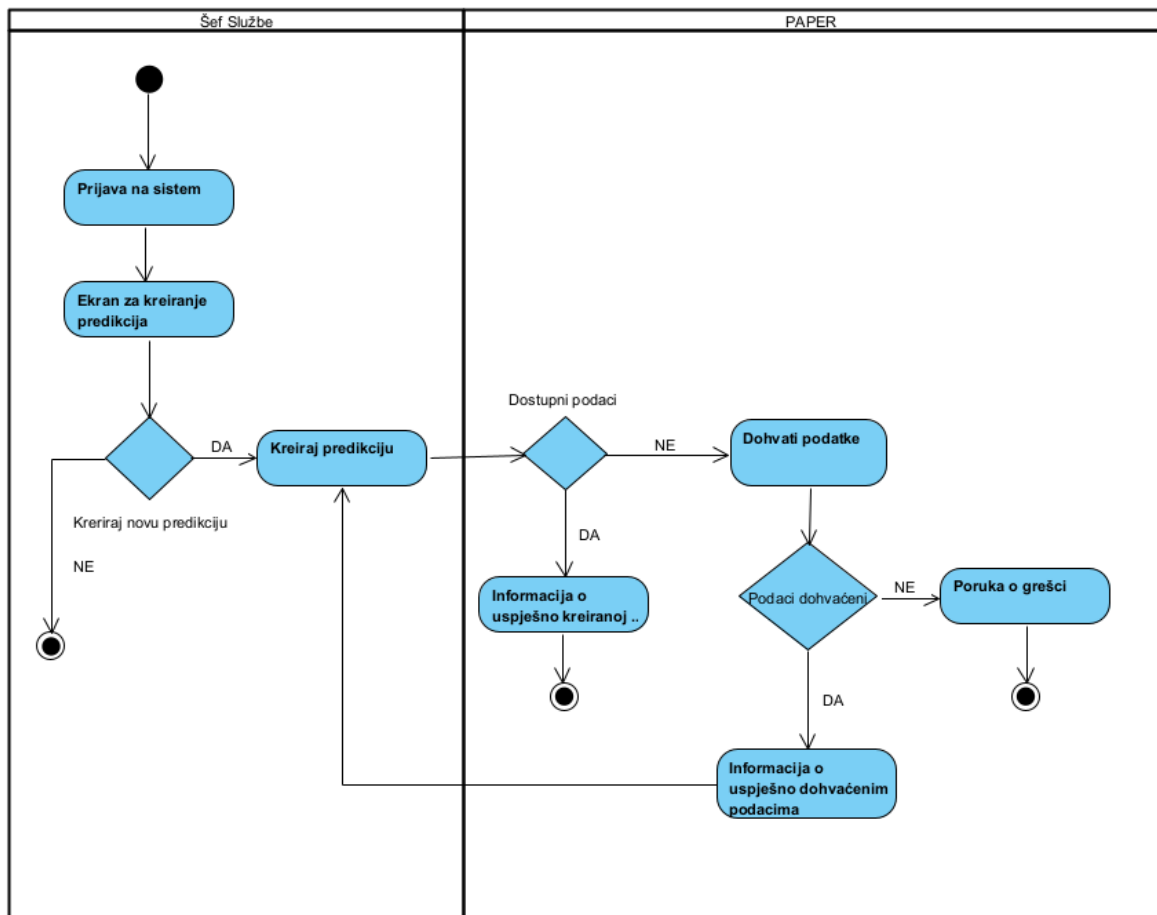 Šef Službe
PAPER
Prijava na sistem
Ekran za kreiranje
predikcija
Dostupni podaci
DA
Kreiraj predikciju
NE
Dohvati podatke
Kreriraj novu predikciju
NE
DA
Informacija o
uspješno kreiranoj ..
Podaci dohvaćeni
NE
Poruka o grešci
DA
Informacija o
uspješno dohvaćenim
podacima